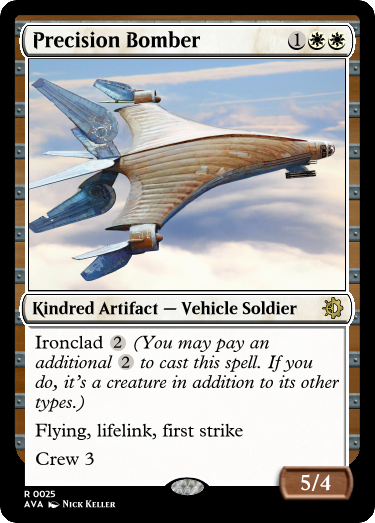 Precision Bomber 1
Kindred Artifact — Vehicle Soldier
Ironclad 2 (You may pay an
additional 2 to cast this spell. If you
do, it's a creature in addition to its other
types.)
Flying, lifelink, first strike
Crew 3
5/4
R 0025
AVA Nick Keller